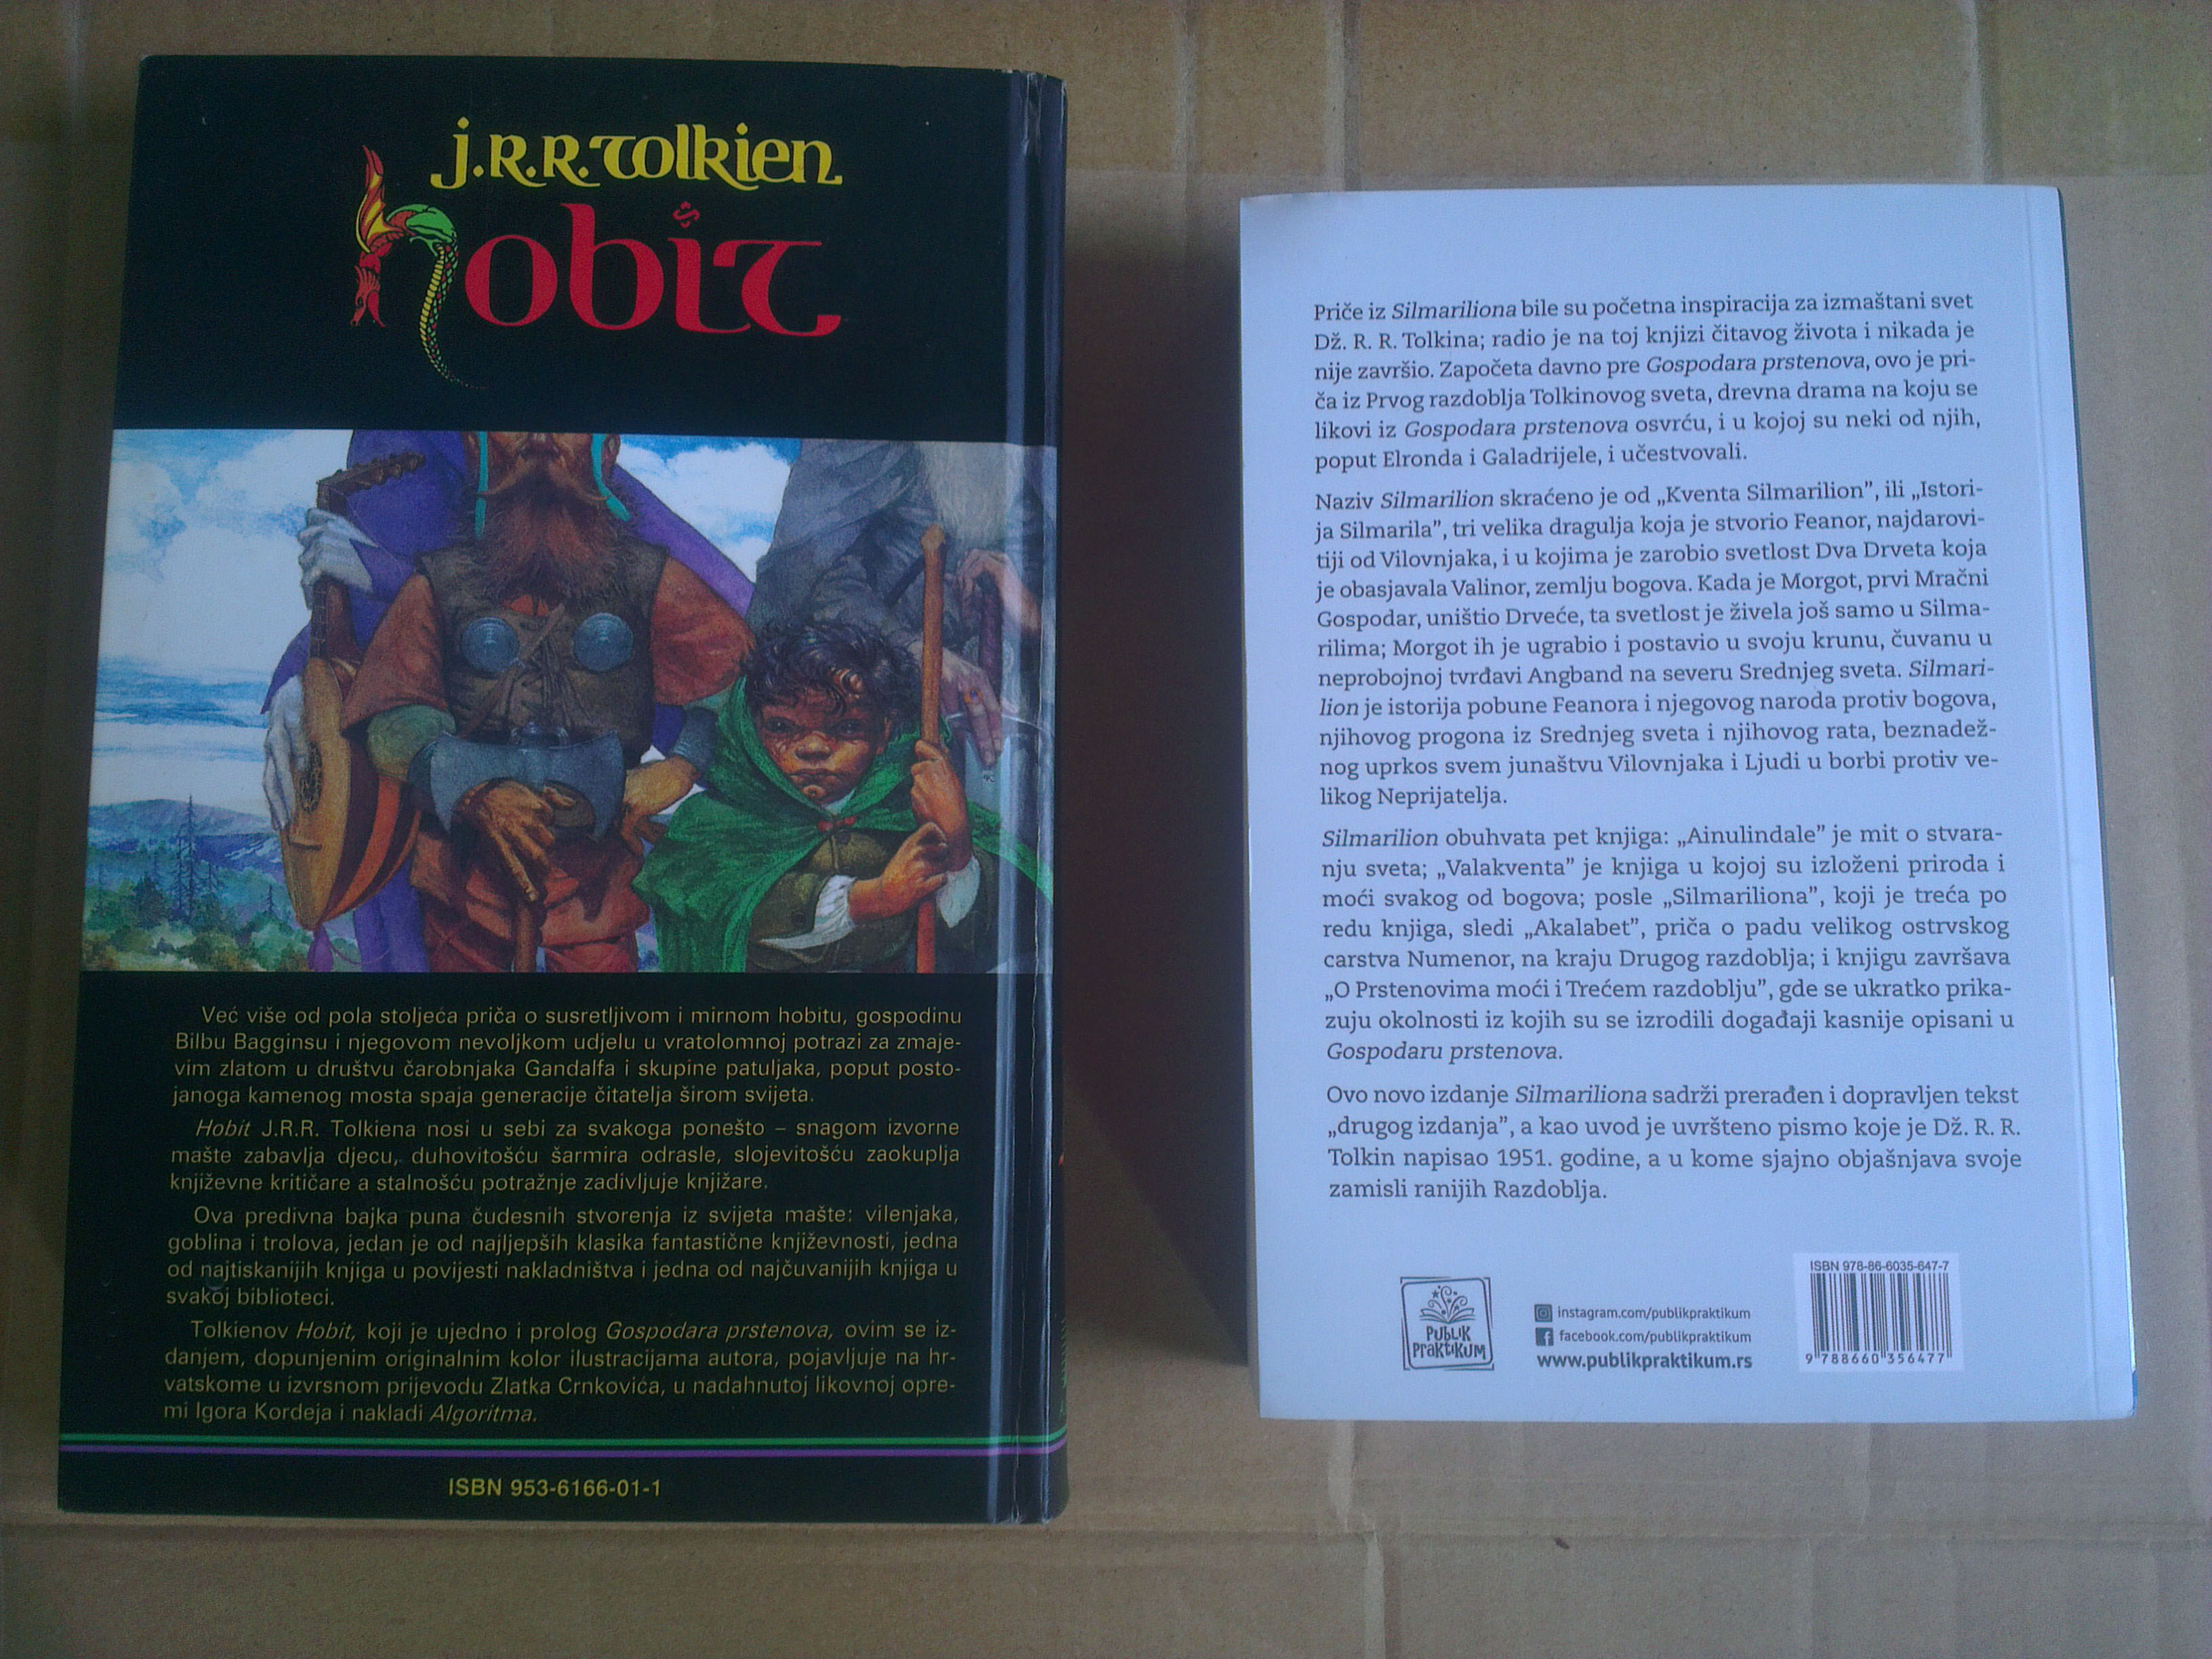 J.R.R. Tolkien
hobit
Već više od pola stoljeća priča o susretljivom i mirnom hobitu, gospodinu
Bilbu Bagginsu i njegovom nevoljkom udjelu u vratolomnoj potrazi za zmaje-
vim zlatom u društvu čarobnjaka Gandalfa i skupine patuljaka, poput posto-
janoga kamenog mosta spaja generacije čitatelja širom svijeta.
Hobit J.R.R. Tolkiena nosi u sebi za svakoga ponešto – snagom izvorne
mašte zabavlja djecu, duhovitošću šarmira odrasle, slojevitošću zaokuplja
književne kritičare a stalnošću potražnje zadivljuje knjižare.
Ova predivna bajka puna čudesnih stvorenja iz svijeta mašte: vilenjaka,
goblina i trolova, jedan je od najljepših klasika fantastične književnosti, jedna
od najtiskanijih knjiga u povijesti nakladništva i jedna od najčuvanijih knjiga u
svakoj biblioteci.
Tolkienov Hobit, koji je ujedno i prolog Gospodara prstenova, ovim se iz-
danjem, dopunjenim originalnim kolor ilustracijama autora, pojavljuje na hr-
vatskome u izvrsnom prijevodu Zlatka Crnkovića, u nadahnutoj likovnoj opre-
mi Igora Kordeja i nakladi Algoritma.
ISBN 953-6166-01-1
Priče iz Silmariliona bile su početna inspiracija za izmaštani svet
Dž. R. R. Tolkina; radio je na toj knjizi čitavog života i nikada je
nije završio. Započeta davno pre Gospodara prstenova, ovo je pri-
ča iz Prvog razdoblja Tolkinovog sveta, drevna drama na koju se
likovi iz Gospodara prstenova osvrću, i u kojoj su neki od njih,
poput Elronda i Galadrijele, i učestvovali.
Naziv Silmarilion skraćeno je od „Kventa Silmarilion”, ili „Istori-
ja Silmarila”, tri velika dragulja koja je stvorio Feanor, najdarovi-
tiji od Vilovnjaka, i u kojima je zarobio svetlost Dva Drveta koja
je obasjavala Valinor, zemlju bogova. Kada je Morgot, prvi Mračni
Gospodar, uništio Drveće, ta svetlost je živela još samo u Silma-
rilima; Morgot ih je ugrabio i postavio u svoju krunu, čuvanu u
neprobojnoj tvrđavi Angband na severu Srednjeg sveta. Silmari-
lion je istorija pobune Feanora i njegovog naroda protiv bogova,
njihovog progona iz Srednjeg sveta i njihovog rata, beznadež-
nog uprkos svem junaštvu Vilovnjaka i Ljudi u borbi protiv ve-
likog Neprijatelja.
Silmarilion obuhvata pet knjiga: „Ainulindale” je mit o stvara-
nju sveta; „Valakventa” je knjiga u kojoj su izloženi priroda i
moći svakog od bogova; posle „Silmariliona”, koji je treća po
redu knjiga, sledi „Akalabet”, priča o padu velikog ostrvskog
carstva Numenor, na kraju Drugog razdoblja; i knjigu završava
„O Prstenovima moći i Trećem razdoblju”, gde se ukratko prika-
zuju okolnosti iz kojih su se izrodili događaji kasnije opisani u
Gospodaru prstenova.
Ovo novo izdanje Silmariliona sadrži prerađen i dopravljen tekst
„drugog izdanja”, a kao uvod je uvršteno pismo koje je Dž. R. R.
Tolkin napisao 1951. godine, a u kome sjajno objašnjava svoje
zamisli ranijih Razdoblja.
PUBLIK
PRAKTIKUM
instagram.com/publikpraktikum
facebook.com/publikpraktikum
www.publikpraktikum.rs
ISBN 978-86-6035-647-7
9 788660 356477